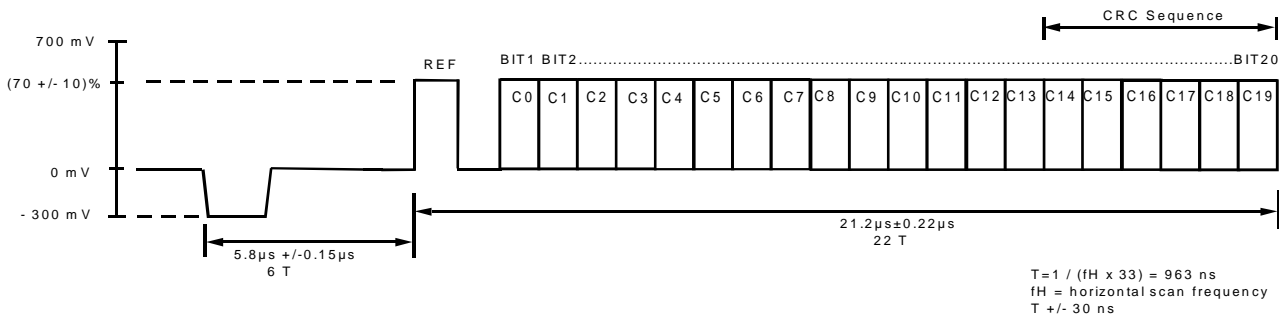 CRC Sequence
700 mV
REF
BIT1 BIT2..........................................................................................................................................BIT20
(70 +/- 10)%
C0 C1 C2 C3 C4 C5 C6 C7 C8 C9 C10 C11 C12 C13 C14 C15 C16 C17 C18 C19
0 mV
- 300 mV
21.2µs±0.22µs
22 T
5.8µs +/-0.15µs
6 T
T=1 / (fH x 33) = 963 ns
fH = horizontal scan frequency
T +/- 30 ns